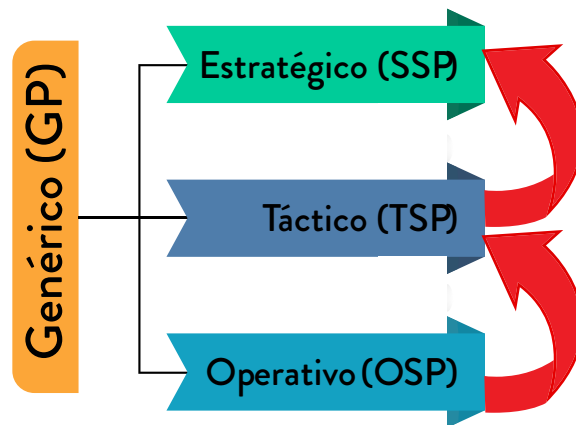 Genérico (GP)
Estratégico (SSP)
Táctico (TSP)
Operativo (OSP)